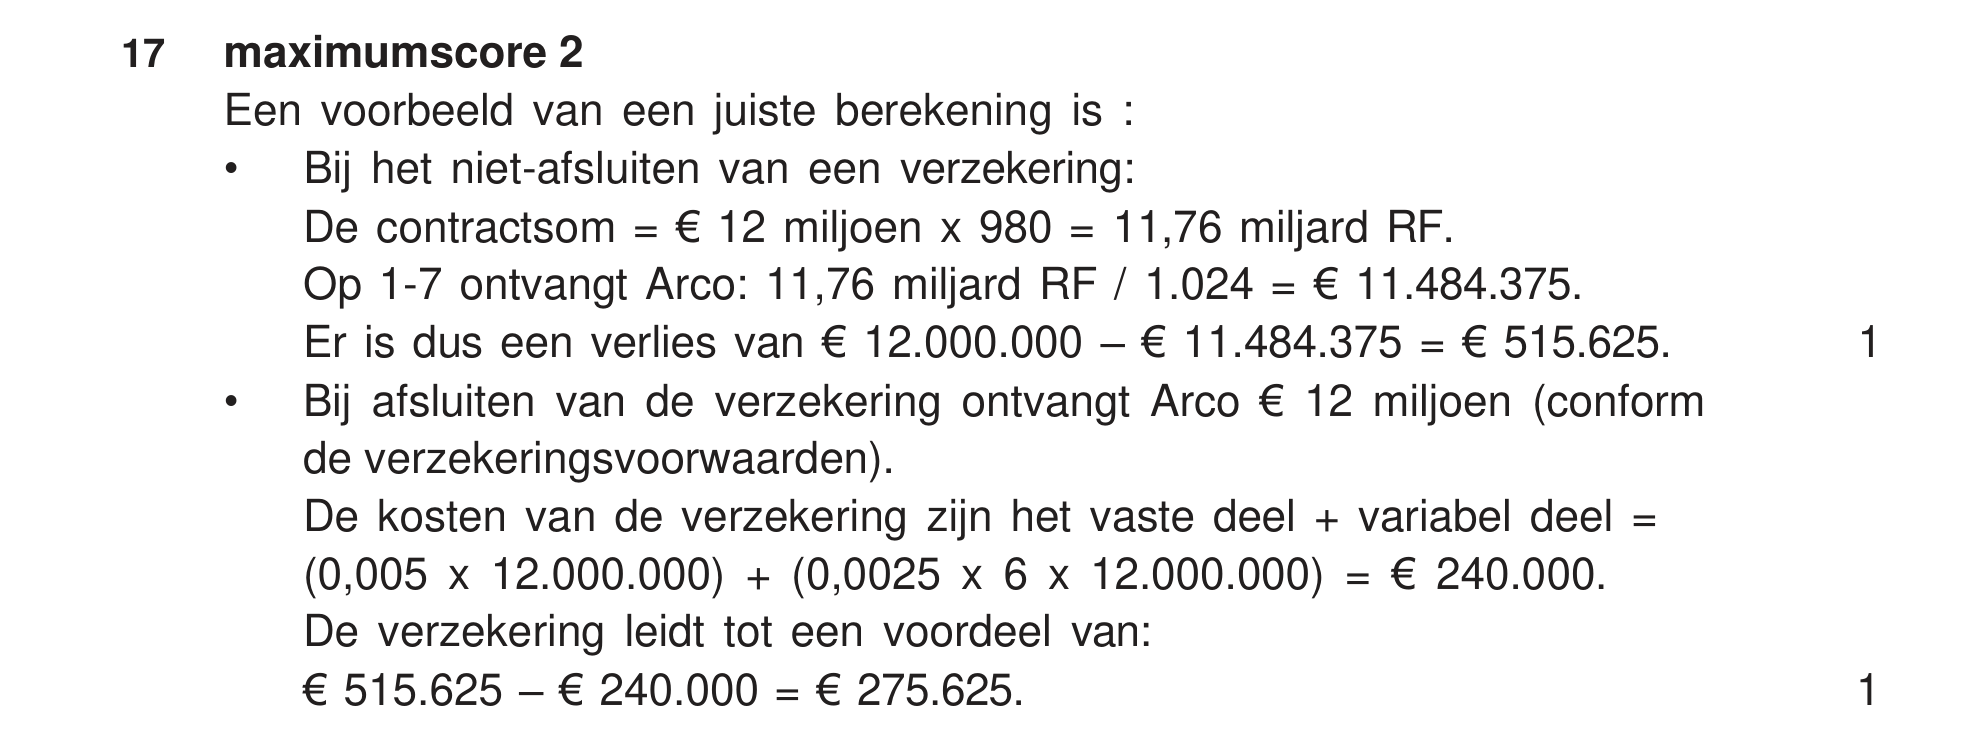 17 maximumscore 2
Een voorbeeld van een juiste berekening is :
• Bij het niet-afsluiten van een verzekering:
De contractsom = € 12 miljoen x 980 = 11,76 miljard RF.
Op 1-7 ontvangt Arco: 11,76 miljard RF / 1.024 = € 11.484.375.
Er is dus een verlies van € 12.000.000 – € 11.484.375 = € 515.625. 1
• Bij afsluiten van de verzekering ontvangt Arco € 12 miljoen (conform
de verzekeringsvoorwaarden).
De kosten van de verzekering zijn het vaste deel + variabel deel =
(0,005 x 12.000.000) + (0,0025 x 6 x 12.000.000) = € 240.000.
De verzekering leidt tot een voordeel van:
€ 515.625 – € 240.000 = € 275.625. 1